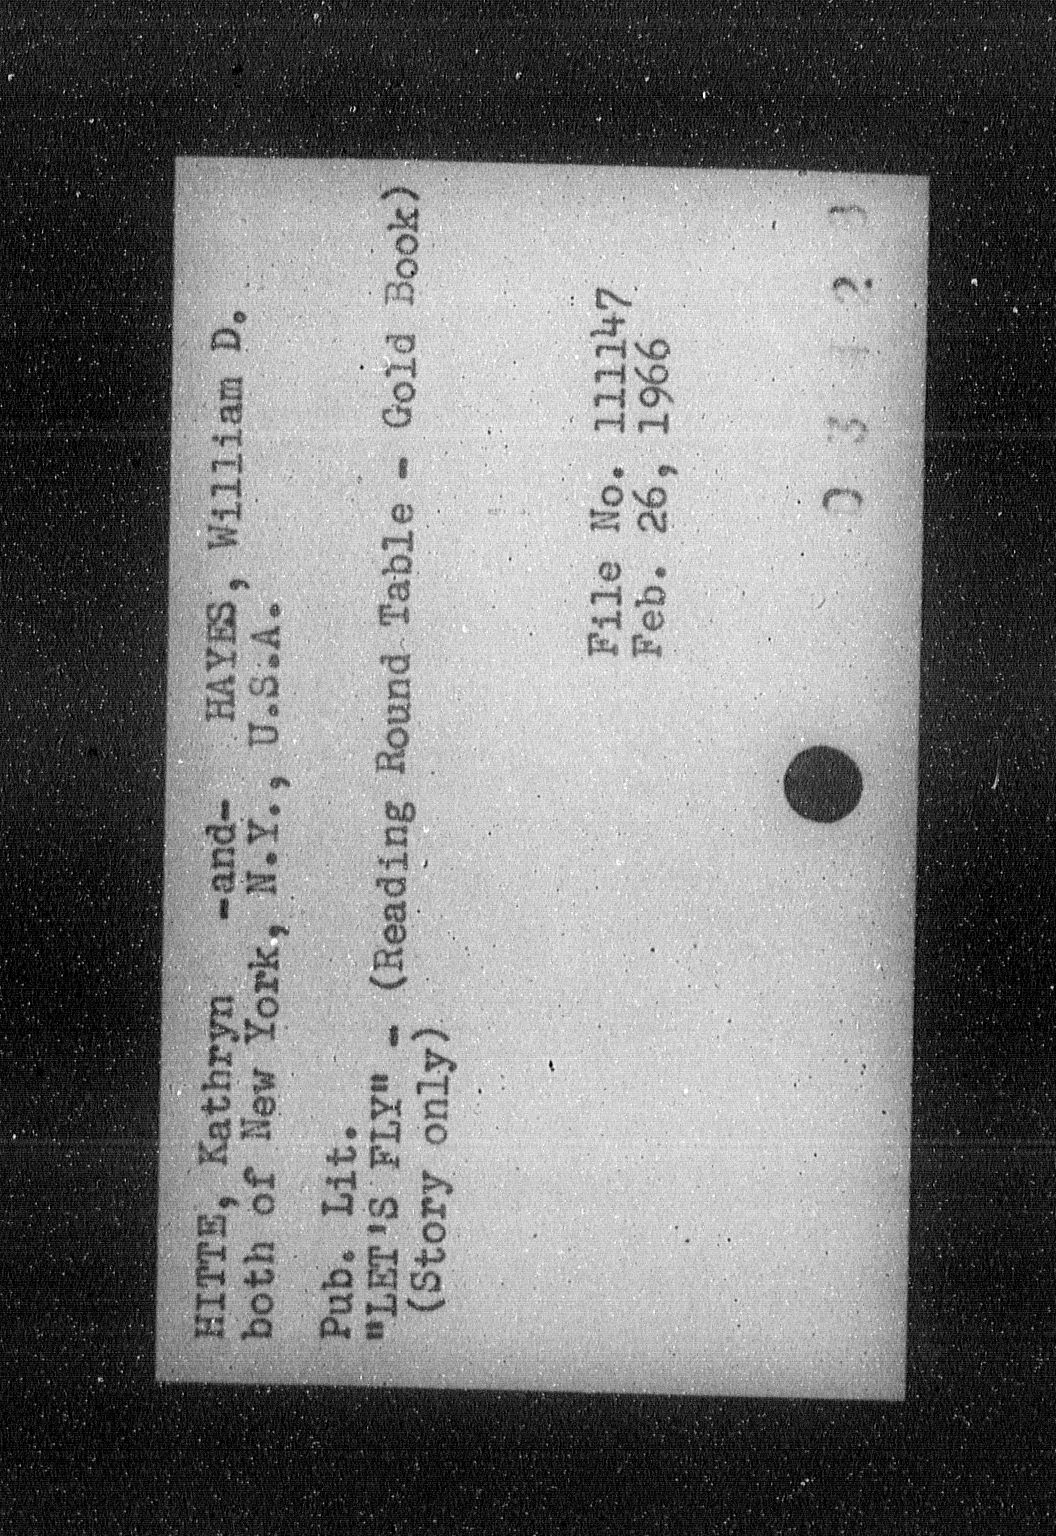 HITTE, Kathryn -and- HAYES, William D.
both of New York, N.Y., U.S.A.
Pub. Lit.
"LET'S FLY" - (Reading Round Table - Gold Book)
(Story only)
File No. 111147
Feb. 26, 1966